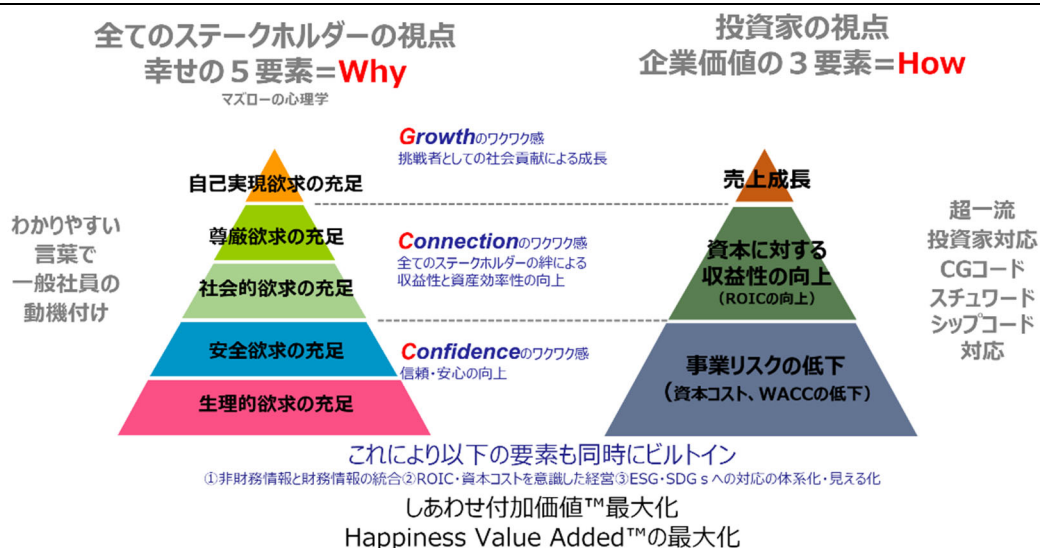 全てのステークホルダーの視点
幸せの５要素=Why
マズローの心理学
投資家の視点
企業価値の３要素=How
Growthのワクワク感
挑戦者としての社会貢献による成長
自己実現欲求の充足
尊厳欲求の充足
社会的欲求の充足
安全欲求の充足
生理的欲求の充足
わかりやすい
言葉で
一般社員の
動機付け
Connectionのワクワク感
全てのステークホルダーの絆による
収益性と資産効率性の向上
Confidenceのワクワク感
信頼・安心の向上
売上成長
資本に対する
収益性の向上
(ROICの向上)
事業リスクの低下
（資本コスト、WACCの低下）
超一流
投資家対応
CGコード
スチュワード
シップコード
対応
これにより以下の要素も同時にビルトイン
①非財務情報と財務情報の統合②ROIC・資本コストを意識した経営③ESG・SDGｓへの対応の体系化・見える化
しあわせ付加価値™最大化
Happiness Value Added™の最大化